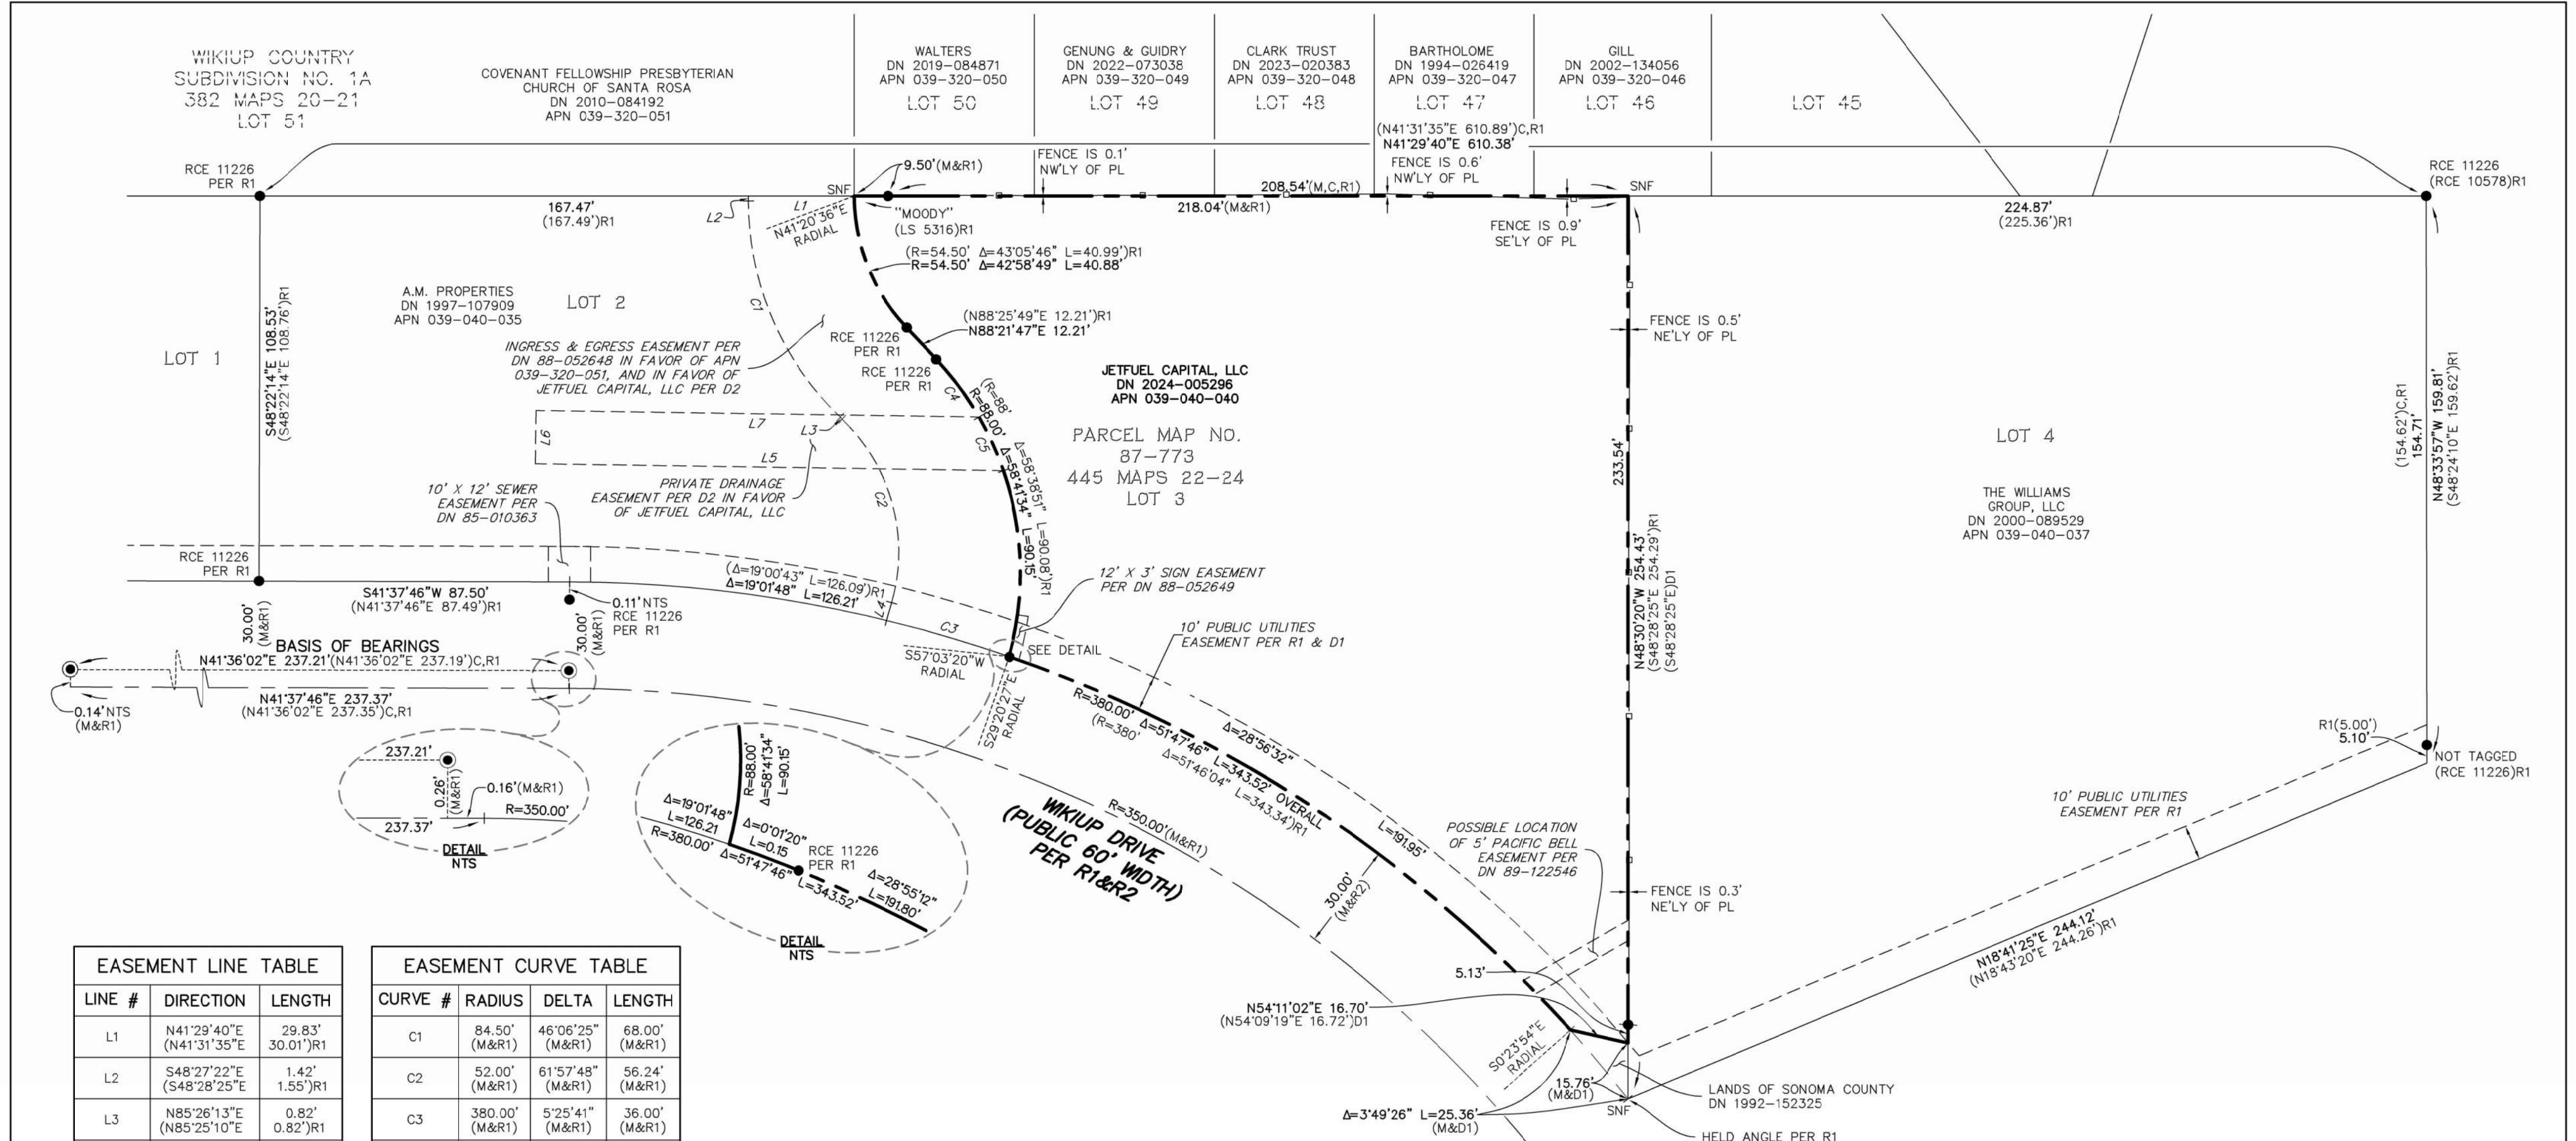 WIKIUP COUNTRY
SUBDIVISION NO. 1A
382 MAPS 20-21
LOT 51
COVENANT FELLOWSHIP PRESBYTERIAN
CHURCH OF SANTA ROSA
DN 2010-084192
APN 039-320-051
WALTERS
DN 2019-084871
APN 039-320-050
LOT 50
GENUNG & GUIDRY
DN 2022-073038
APN 039-320-049
LOT 49
CLARK TRUST
DN 2023-020383
APN 039-320-048
LOT 48
BARTHOLOME
DN 1994-026419
APN 039-320-047
LOT 47
GILL
DN 2002-134056
APN 039-320-046
LOT 46
LOT 45
(N41°31'35"E 610.89')C,R1
N41°29'40"E 610.38'
RCE 11226
PER R1
SNF
9.50'(M&R1)
FENCE IS 0.1'
NW'LY OF PL
FENCE IS 0.6'
NW'LY OF PL
208.54'(M,C,R1)
218.04'(M&R1)
SNF
RCE 11226
(RCE 10578)R1
167.47'
(167.49')R1
L2
L1
N41°20'36"E
RADIAL
"MOODY"
(LS 5316)R1
FENCE IS 0.9'
SE'LY OF PL
224.87'
(225.36')R1
(R=54.50' Δ=43°05'46" L=40.99')R1
R=54.50' Δ=42°58'49" L=40.88'
A.M. PROPERTIES
DN 1997-107909
APN 039-040-035
LOT 2
C1
S48°22'14"E 108.53'
(S48°22'14"E 108.76')R1
LOT 1
INGRESS & EGRESS EASEMENT PER
DN 88-052648 IN FAVOR OF APN
039-320-051, AND IN FAVOR OF
JETFUEL CAPITAL, LLC PER D2
RCE 11226
PER R1
RCE 11226
PER R1
(N88°25'49"E 12.21')R1
N88°21'47"E 12.21'
FENCE IS 0.5'
NE'LY OF PL
JETFUEL CAPITAL, LLC
DN 2024-005296
APN 039-040-040
PARCEL MAP NO.
87-773
445 MAPS 22-24
LOT 3
C4
(R=88' Δ=58°38'51" L=90.08')R1
R=88.00' Δ=58°41'34" L=90.15'
C5
L7
L3
L6
L5
C2
PRIVATE DRAINAGE
EASEMENT PER D2 IN FAVOR
OF JETFUEL CAPITAL, LLC
10' X 12' SEWER
EASEMENT PER
DN 85-010363
233.54'
N48°30'20"W 254.43'
(S48°28'25"E 254.29')R1
(S48°28'25"E)D1
LOT 4
THE WILLIAMS
GROUP, LLC
DN 2000-089529
APN 039-040-037
(154.62')C,R1
154.71'
N48°33'57"W 159.81'
(S48°24'10"E 159.62')R1
RCE 11226
PER R1
S41°37'46"W 87.50'
(N41°37'46"E 87.49')R1
(Δ=19°00'43" L=126.09')R1
Δ=19°01'48" L=126.21'
L4
C3
12' X 3' SIGN EASEMENT
PER DN 88-052649
0.11' NTS
RCE 11226
PER R1
30.00'
(M&R1)
30.00'
(M&R1)
BASIS OF BEARINGS
N41°36'02"E 237.21'(N41°36'02"E 237.19')C,R1
N41°37'46"E 237.37'
(N41°36'02"E 237.35')C,R1
0.14' NTS
(M&R1)
SEE DETAIL
S57°03'20"W
RADIAL
S29°20'27"E
RADIAL
10' PUBLIC UTILITIES
EASEMENT PER R1 & D1
R=380.00' Δ=51°47'46" L=343.52' OVERALL
(R=380' Δ=51°46'04" L=343.34')R1
Δ=28°56'32" L=191.95'
R=350.00'(M&R1)
WIKIUP DRIVE
(PUBLIC 60' WIDTH)
PER R1&R2
30.00'
(M&R2)
237.21'
0.26'
(M&R1)
0.16'(M&R1)
R=350.00'
237.37'
DETAIL
NTS
R=88.00'
Δ=58°41'34"
L=90.15'
Δ=19°01'48"
L=126.21
Δ=0°01'20"
L=0.15
RCE 11226
PER R1
R=380.00' Δ=51°47'46" L=343.52'
Δ=28°55'12"
L=191.80'
DETAIL
NTS
POSSIBLE LOCATION
OF 5' PACIFIC BELL
EASEMENT PER
DN 89-122546
FENCE IS 0.3'
NE'LY OF PL
R1(5.00')
5.10'
NOT TAGGED
(RCE 11226)R1
10' PUBLIC UTILITIES
EASEMENT PER R1
N18°41'25"E 244.12'
(N18°43'20"E 244.26')R1
5.13'
N54°11'02"E 16.70'
(N54°09'19"E 16.72')D1
S0°23'54"E
RADIAL
15.76'
(M&D1)
Δ=3°49'26" L=25.36'
(M&D1)
SNF
LANDS OF SONOMA COUNTY
DN 1992-152325
HELD ANGLE PER R1
EASEMENT LINE TABLE
LINE # DIRECTION LENGTH
L1 N41°29'40"E 29.83'
(N41°31'35"E 30.01')R1
L2 S48°27'22"E 1.42'
(S48°28'25"E 1.55')R1
L3 N85°26'13"E 0.82'
(N85°25'10"E 0.82')R1
EASEMENT CURVE TABLE
CURVE # RADIUS DELTA LENGTH
C1 84.50' 46°06'25" 68.00'
(M&R1) (M&R1) (M&R1)
C2 52.00' 61°57'48" 56.24'
(M&R1) (M&R1) (M&R1)
C3 380.00' 5°25'41" 36.00'
(M&R1) (M&R1) (M&R1)